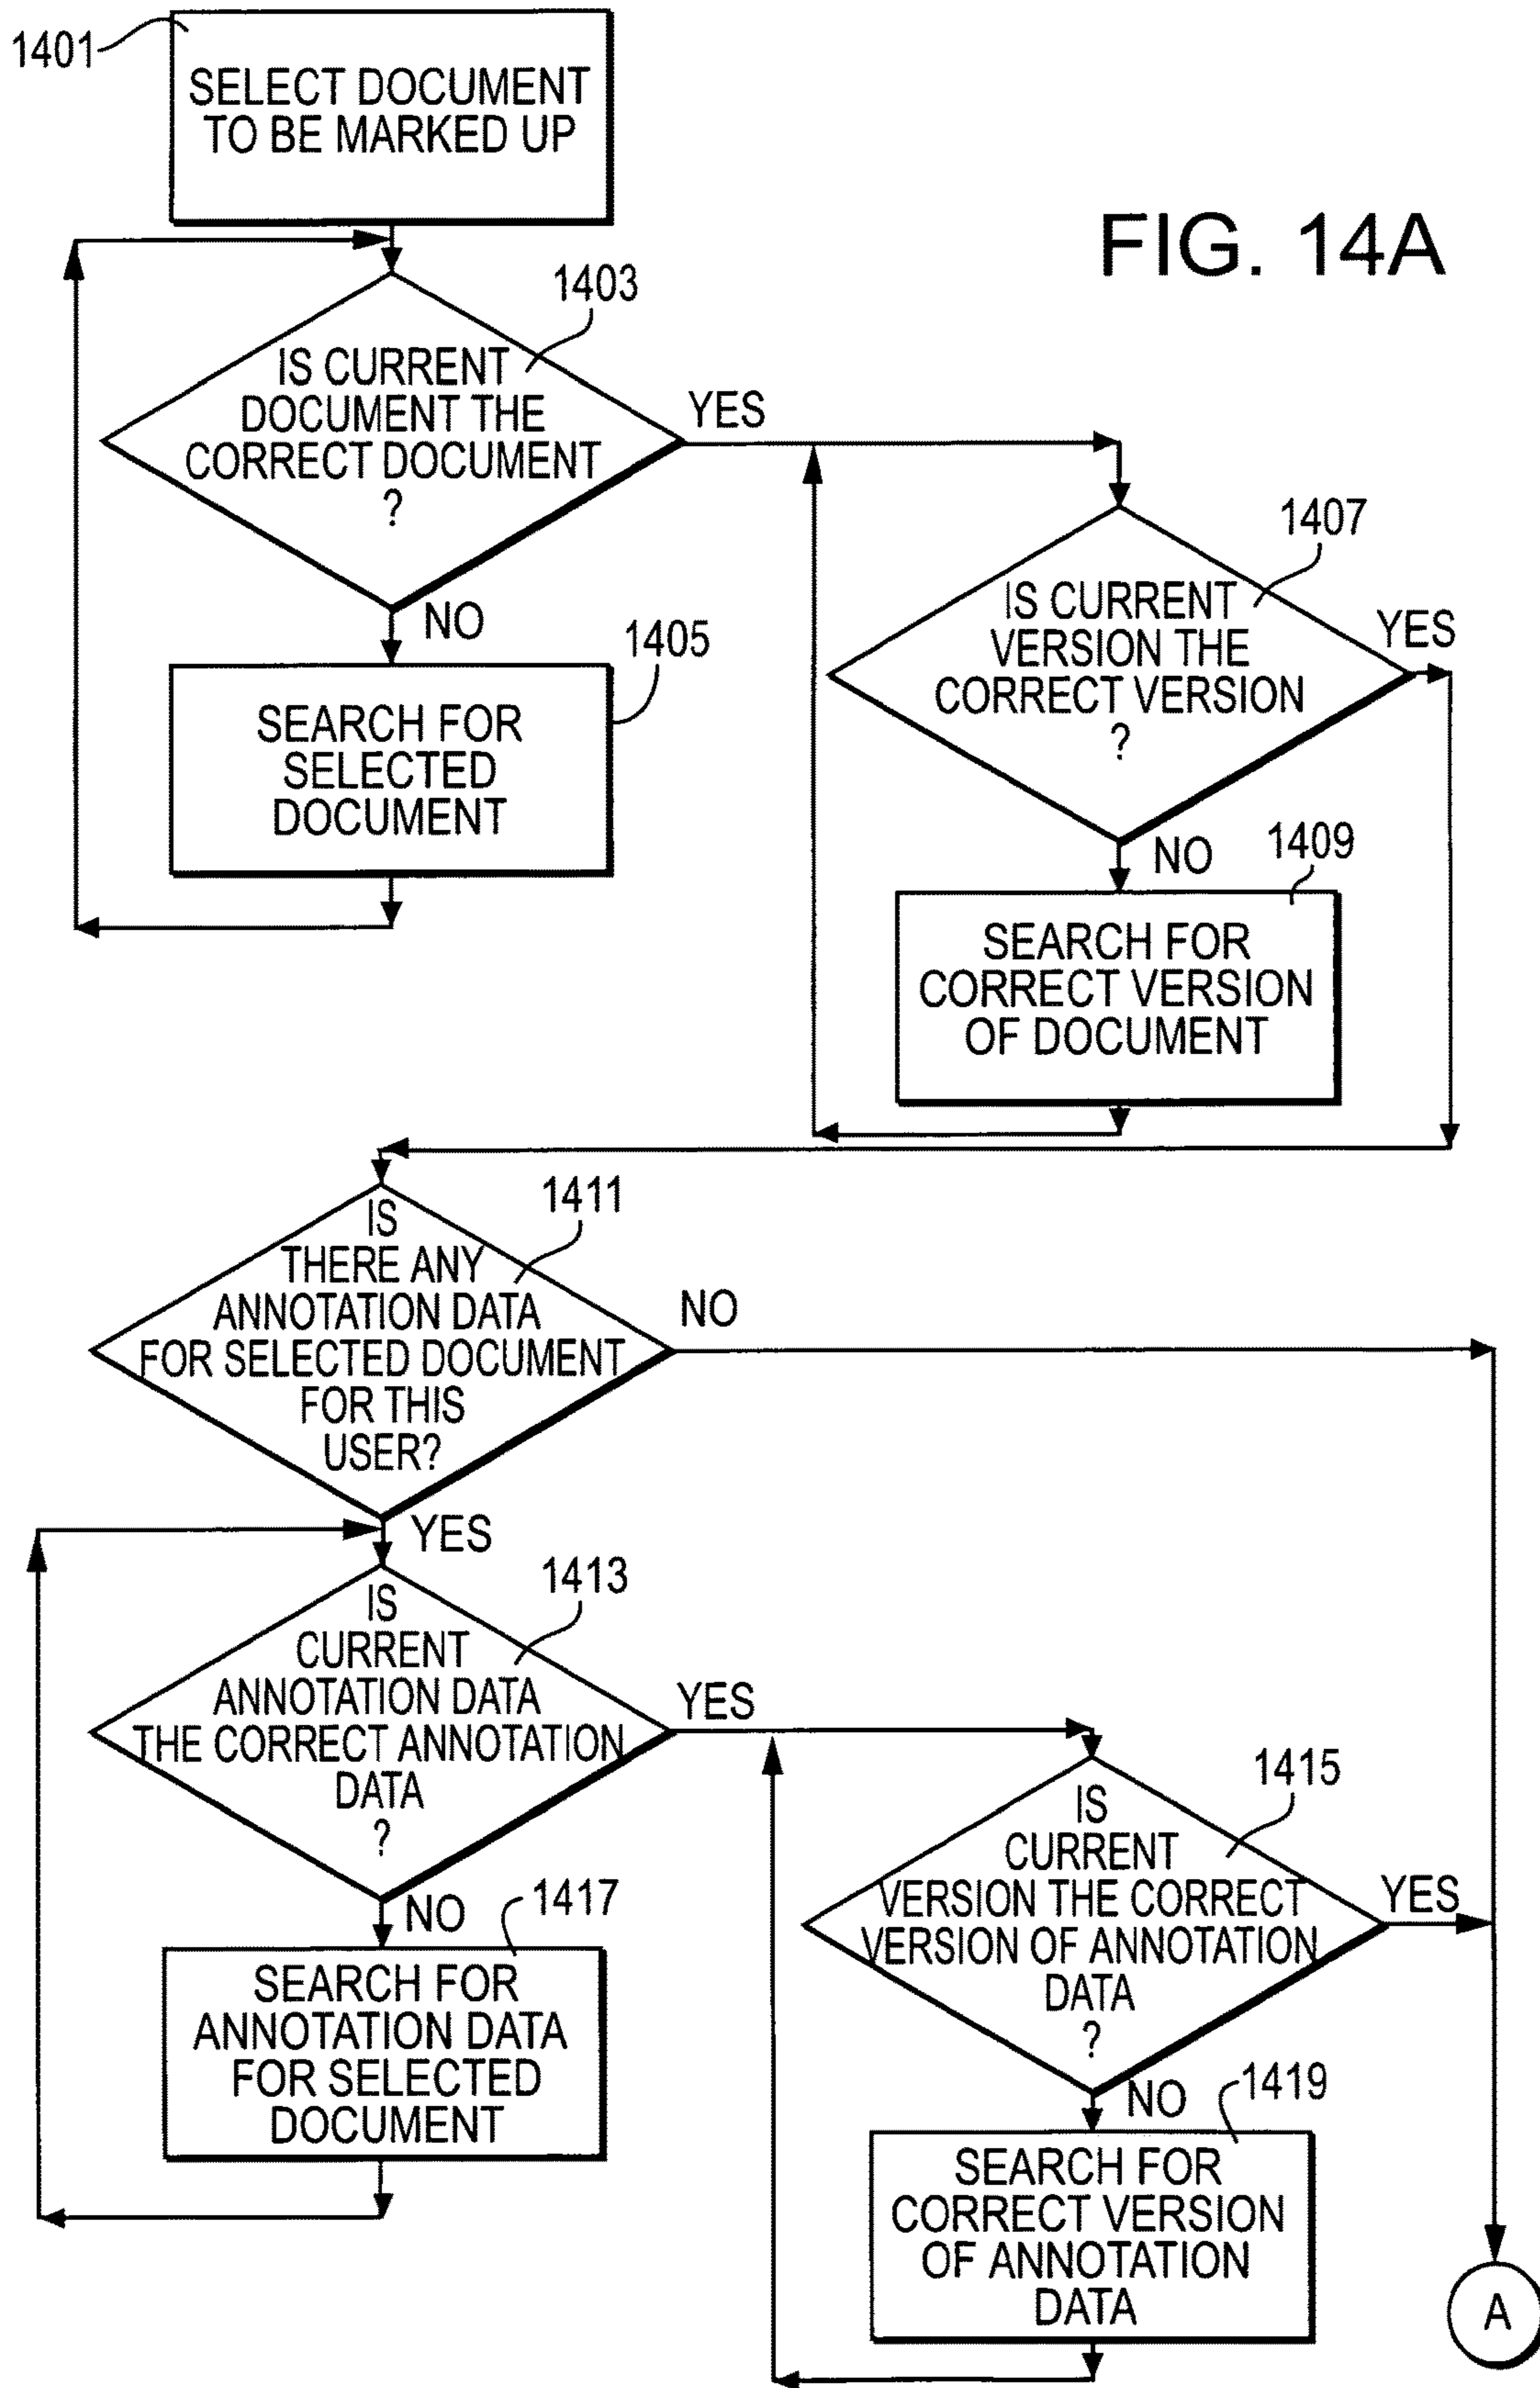 1401
SELECT DOCUMENT
TO BE MARKED UP
FIG. 14A
1403
IS CURRENT
DOCUMENT THE
CORRECT DOCUMENT
?
YES
NO
1405
SEARCH FOR
SELECTED
DOCUMENT
1407
IS CURRENT
VERSION THE
CORRECT VERSION
?
YES
NO
1409
SEARCH FOR
CORRECT VERSION
OF DOCUMENT
1411
IS
THERE ANY
ANNOTATION DATA
FOR SELECTED DOCUMENT
FOR THIS
USER?
NO
YES
1413
IS
CURRENT
ANNOTATION DATA
THE CORRECT ANNOTATION
DATA
?
YES
NO
1417
SEARCH FOR
ANNOTATION DATA
FOR SELECTED
DOCUMENT
1415
IS
CURRENT
VERSION THE CORRECT
VERSION OF ANNOTATION
DATA
?
YES
NO
1419
SEARCH FOR
CORRECT VERSION
OF ANNOTATION
DATA
A